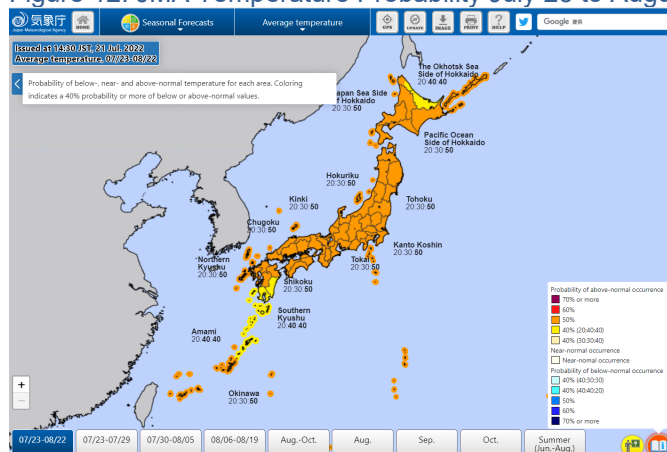 Figure 12: JMA Temperature Probability July 23 to Augu
気象庁
Japan Meteorological Agency
HOME
Seasonal Forecasts
Average temperature
GPS
UPDATE
IMAGE
PRINT
HELP
Google 提供
Issued at 14:30 JST, 21 Jul. 2022
Average temperature, 07/23-08/22
Probability of below-, near- and above-normal temperature for each area. Coloring
indicates a 40% probability or more of below or above-normal values.
The Okhotsk Sea
Side of Hokkaido
20:40:40
apan Sea Side
f Hokkaido
20:30:50
Pacific Ocean
Side of Hokkaido
20:30:50
Hokuriku
20:30:50
Tohoku
20:30:50
Kinki
20:30:50
Chugoku
20:30:50
Kanto Koshin
20:30:50
Tokai
20:30:50
Northern
Kyushu
20:30:50
Shikoku
20:30:50
Southern
Kyushu
20:40:40
Amami
20:40:40
Okinawa
20:30:50
Probability of above-normal occurrence
70% or more
60%
50%
40% (20:40:40)
40% (30:30:40)
Near-normal occurrence
Near-normal occurrence
Probability of below-normal occurrence
40% (40:30:30)
40% (40:40:20)
50%
60%
70% or more
+
−
07/23-08/22
07/23-07/29
07/30-08/05
08/06-08/19
Aug.-Oct.
Aug.
Sep.
Oct.
Summer
(Jun.-Aug.)